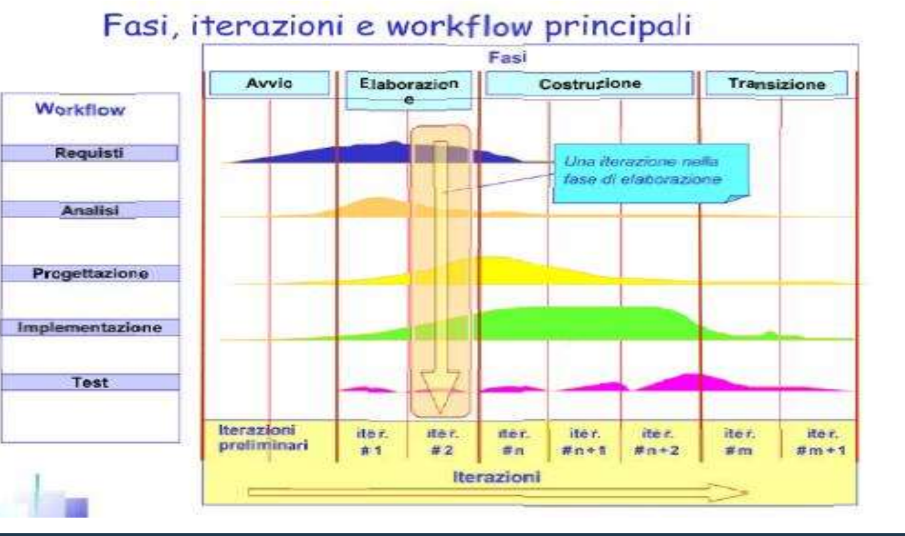 Fasi, iterazioni e workflow principali
Fasi
Avvio
Elaborazion
e
Costruzione
Transizione
Workflow
Requisti
Analisi
Progettazione
Implementazione
Test
Una iterazione nella
fase di elaborazione
Iterazioni
preliminari
iter.
#1
iter.
#2
iter.
#n
iter.
#n+1
iter.
#n+2
iter.
#m
iter.
#m+1
Iterazioni